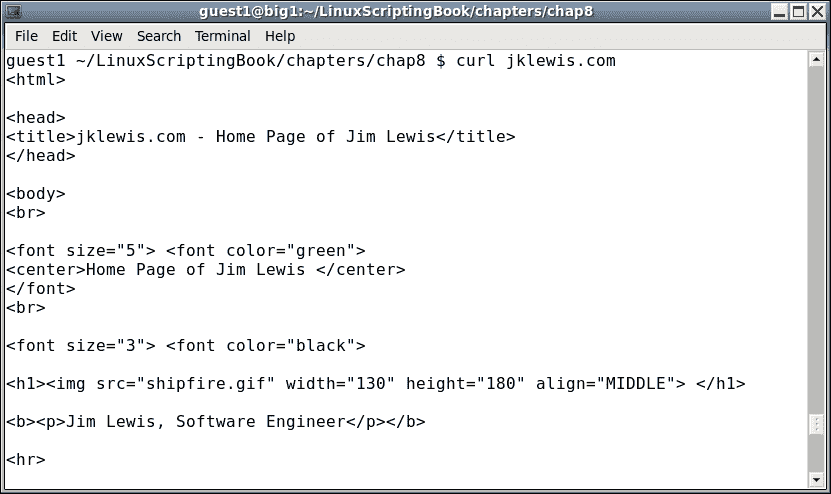 guest1@big1:~/LinuxScriptingBook/chapters/chap8
File Edit View Search Terminal Help
guest1 ~/LinuxScriptingBook/chapters/chap8 $ curl jklewis.com
<html>
<head>
<title>jklewis.com - Home Page of Jim Lewis</title>
</head>
<body>
<br>
<font size="5"> <font color="green">
<center>Home Page of Jim Lewis </center>
</font>
<br>
<font size="3"> <font color="black">
<h1><img src="shipfire.gif" width="130" height="180" align="MIDDLE"> </h1>
<b><p>Jim Lewis, Software Engineer</p></b>
<hr>